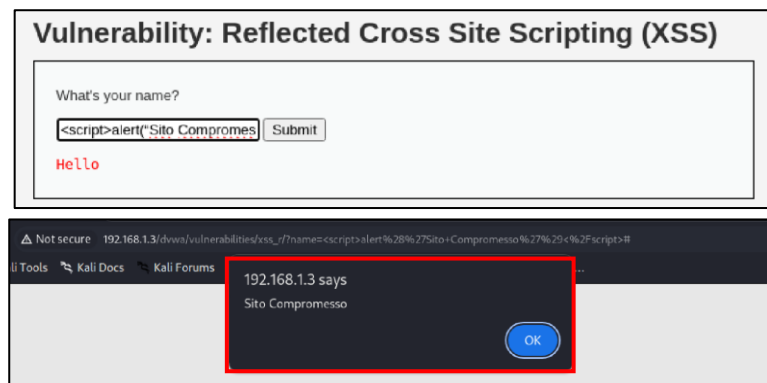 Vulnerability: Reflected Cross Site Scripting (XSS)
What's your name?
<script>alert("Sito Compromes Submit
Hello
Not secure 192.168.1.3/dvwa/vulnerabilities/xss_r/?name=<script>alert%28%27Sito+Compromesso%27%29<%2Fscript>#
li Tools Kali Docs Kali Forums ...
192.168.1.3 says
Sito Compromesso
OK